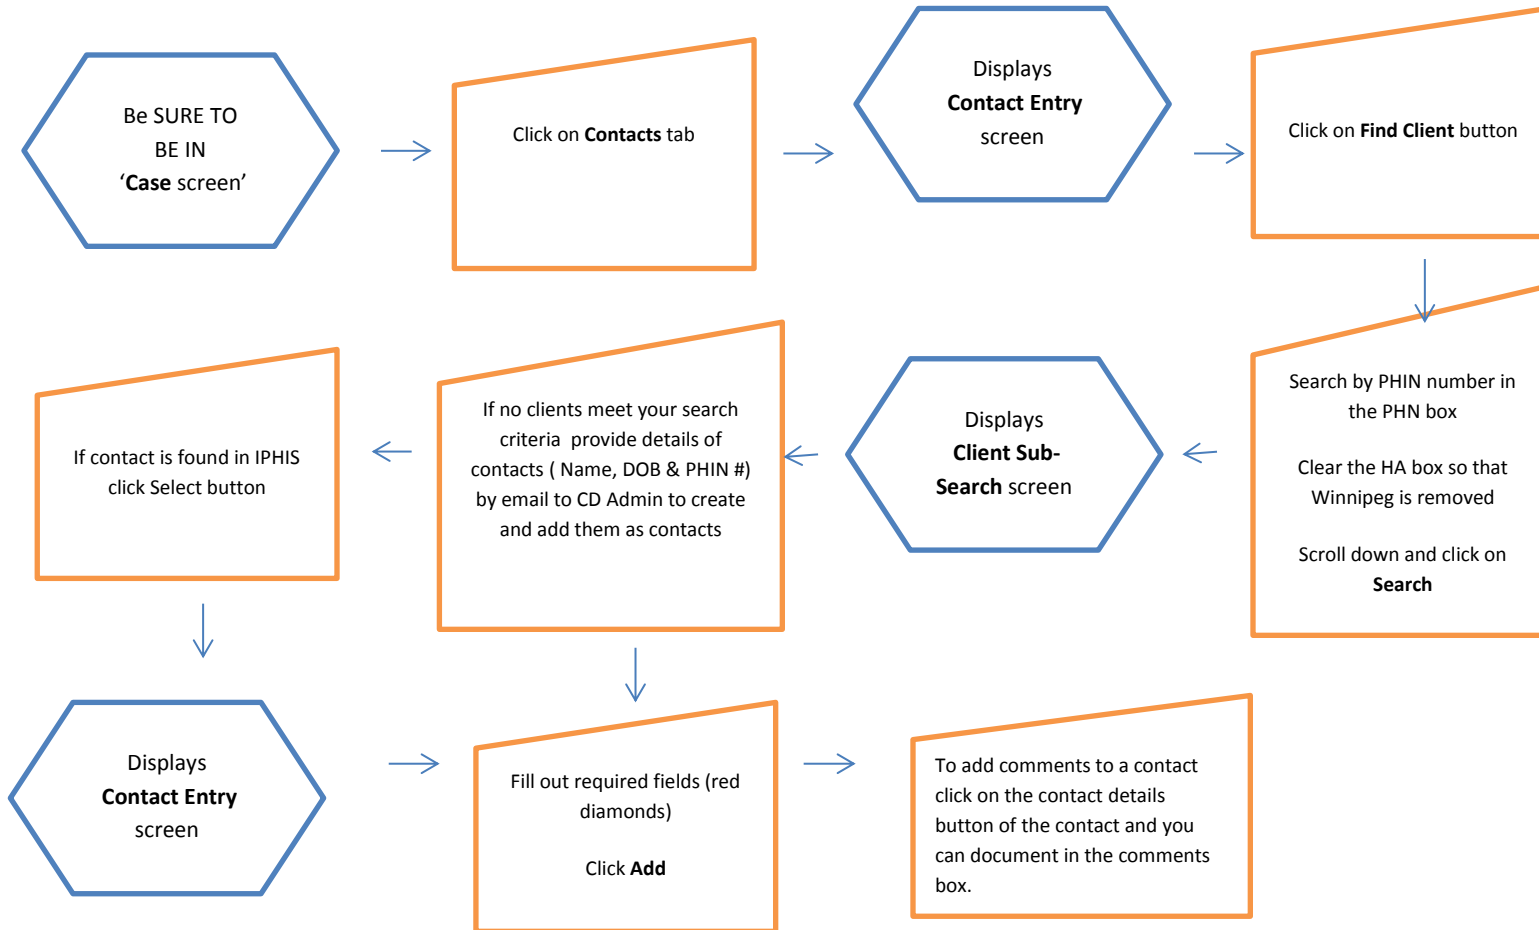 Be SURE TO
BE IN
‘Case screen’
Click on Contacts tab
Displays
Contact Entry
screen
Click on Find Client button
Search by PHIN number in
the PHN box
Clear the HA box so that
Winnipeg is removed
Scroll down and click on
Search
Displays
Client Sub-
Search screen
If no clients meet your search
criteria  provide details of
contacts ( Name, DOB & PHIN #)
by email to CD Admin to create
and add them as contacts
If contact is found in IPHIS
click Select button
Displays
Contact Entry
screen
Fill out required fields (red
diamonds)
Click Add
To add comments to a contact
click on the contact details
button of the contact and you
can document in the comments
box.